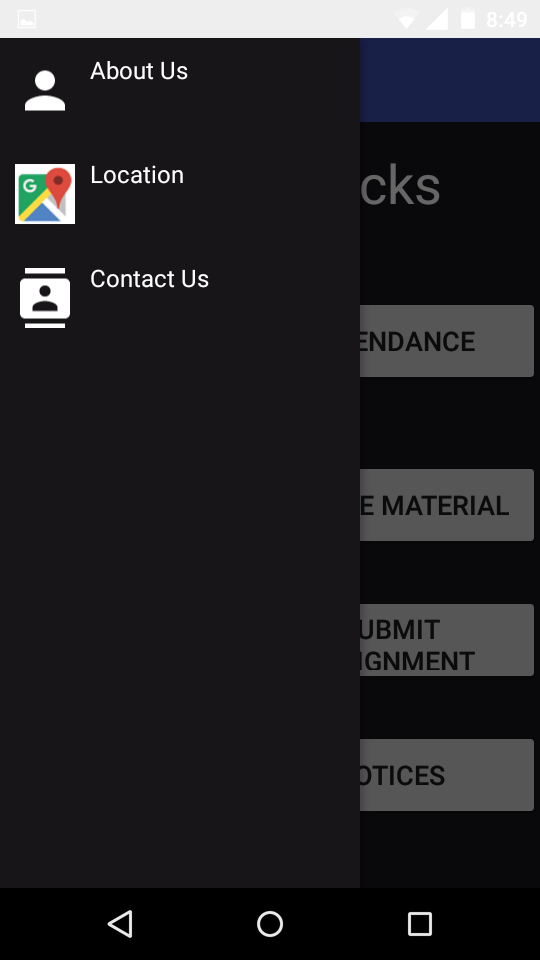 8:49
About Us
Location
Contact Us
cks
ENDANCE
E MATERIAL
UBMIT
IGNMENT
OTICES